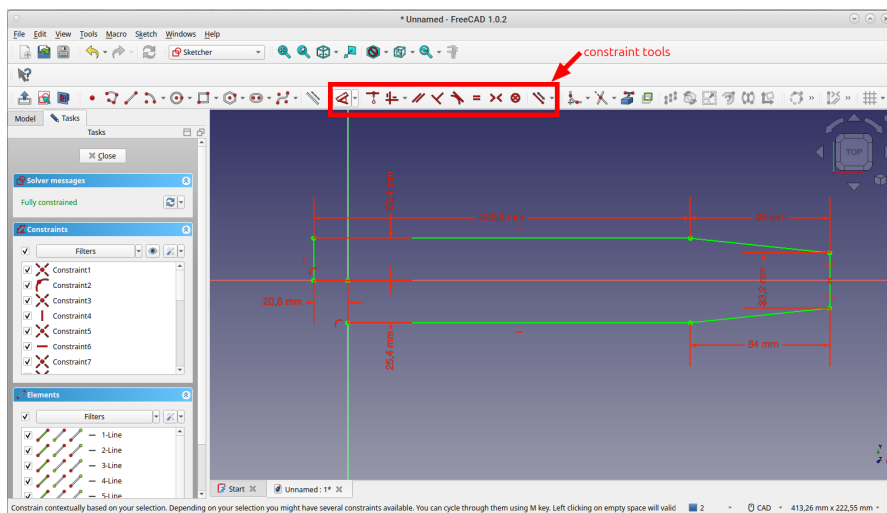 * Unnamed - FreeCAD 1.0.2
File Edit View Tools Macro Sketch Windows Help
Sketcher
constraint tools
Model Tasks
Tasks
Close
Solver messages
Fully constrained
Constraints
Filters
Constraint1
Constraint2
Constraint3
Constraint4
Constraint5
Constraint6
Constraint7
Elements
Filters
1-Line
2-Line
3-Line
4-Line
5-Line
TOP
84 mm
20,6 mm
33,2 mm
25,4 mm
84 mm
Start
Unnamed : 1*
Constrain contextually based on your selection. Depending on your selection you might have several constraints available. You can cycle through them using M key. Left clicking on empty space will valid
2
CAD
413,26 mm x 222,55 mm